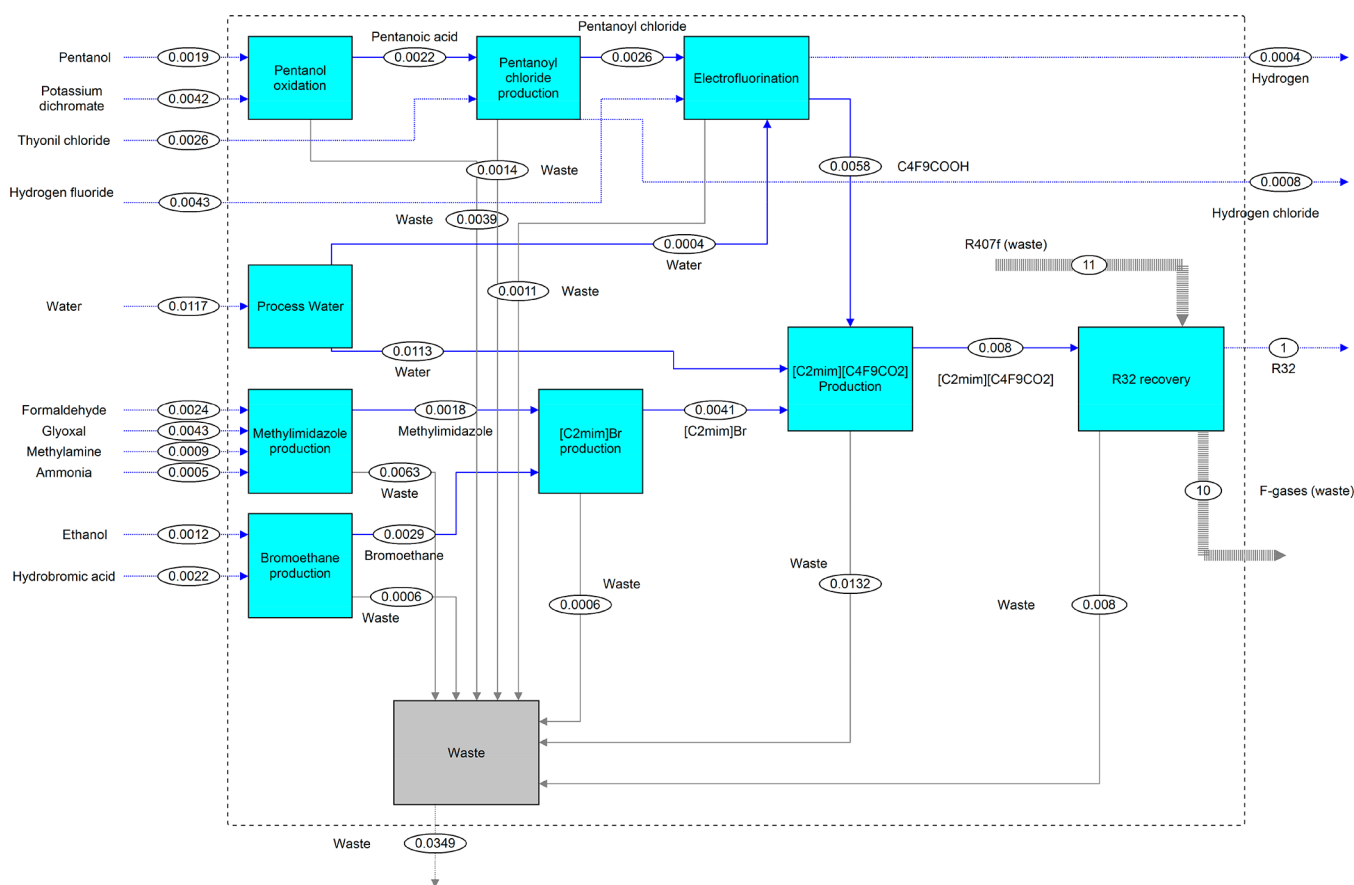 Pentanoyl chloride
Pentanoic acid
Pentanol
0.0019
Pentanol
oxidation
0.0022
Pentanoyl
chloride
production
0.0026
Electrofluorination
0.0004
Hydrogen
Potassium
dichromate
0.0042
Thyonil chloride
0.0026
0.0014
Waste
0.0058
C4F9COOH
0.0008
Hydrogen chloride
Hydrogen fluoride
0.0043
Waste
0.0039
0.0004
Water
R407f (waste)
11
0.0011
Waste
Water
0.0117
Process Water
0.0113
Water
[C2mim][C4F9CO2]
Production
0.008
[C2mim][C4F9CO2]
R32 recovery
1
R32
Formaldehyde
0.0024
Glyoxal
0.0043
Methylamine
0.0009
Ammonia
0.0005
Methylimidazole
production
0.0018
Methylimidazole
[C2mim]Br
production
0.0041
[C2mim]Br
0.0063
Waste
10
F-gases (waste)
Ethanol
0.0012
Hydrobromic acid
0.0022
Bromoethane
production
0.0029
Bromoethane
0.0006
Waste
Waste
0.0006
Waste
0.0132
Waste
0.008
Waste
Waste
0.0349